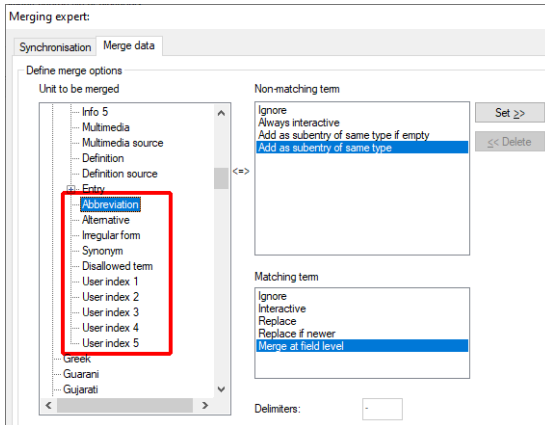 Merging expert:
Synchronisation
Merge data
Define merge options
Unit to be merged
Info 5
Multimedia
Multimedia source
Definition
Definition source
Entry
Abbreviation
Alternative
Irregular form
Synonym
Disallowed term
User index 1
User index 2
User index 3
User index 4
User index 5
Greek
Guarani
Gujarati
<=>
Non-matching term
Ignore
Always interactive
Add as subentry of same type if empty
Add as subentry of same type
Set >>
<< Delete
Matching term
Ignore
Interactive
Replace
Replace if newer
Merge at field level
Delimiters:
-